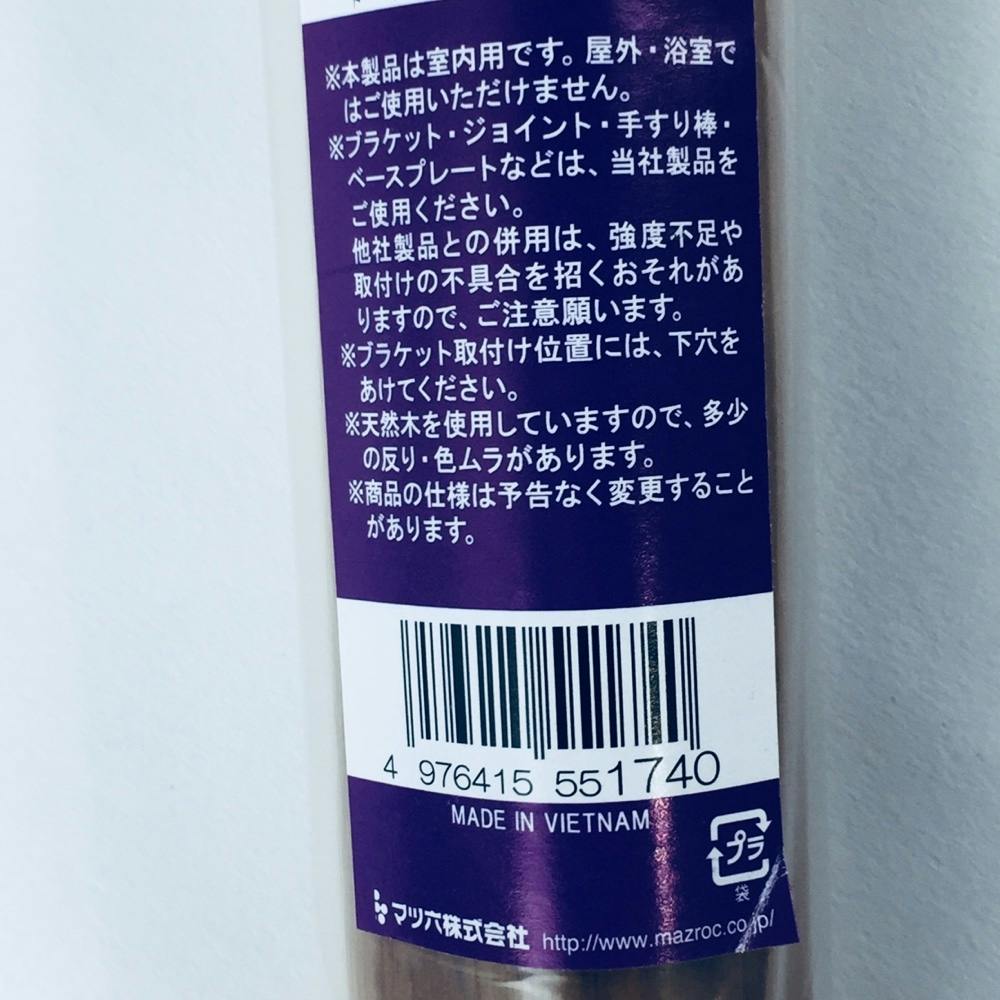 ※本製品は室内用です。屋外・浴室で
はご使用いただけません。
※ブラケット・ジョイント・手すり棒・
ベースプレートなどは、当社製品を
ご使用ください。
他社製品との併用は、強度不足や
取付けの不具合を招くおそれがあ
りますので、ご注意願います。
※ブラケット取付け位置には、下穴を
あけてください。
※天然木を使用していますので、多少
の反り・色ムラがあります。
※商品の仕様は予告なく変更すること
があります。
4 976415 551740
MADE IN VIETNAM
プラ
袋
マツ六株式会社 http://www.mazroc.co.jp/